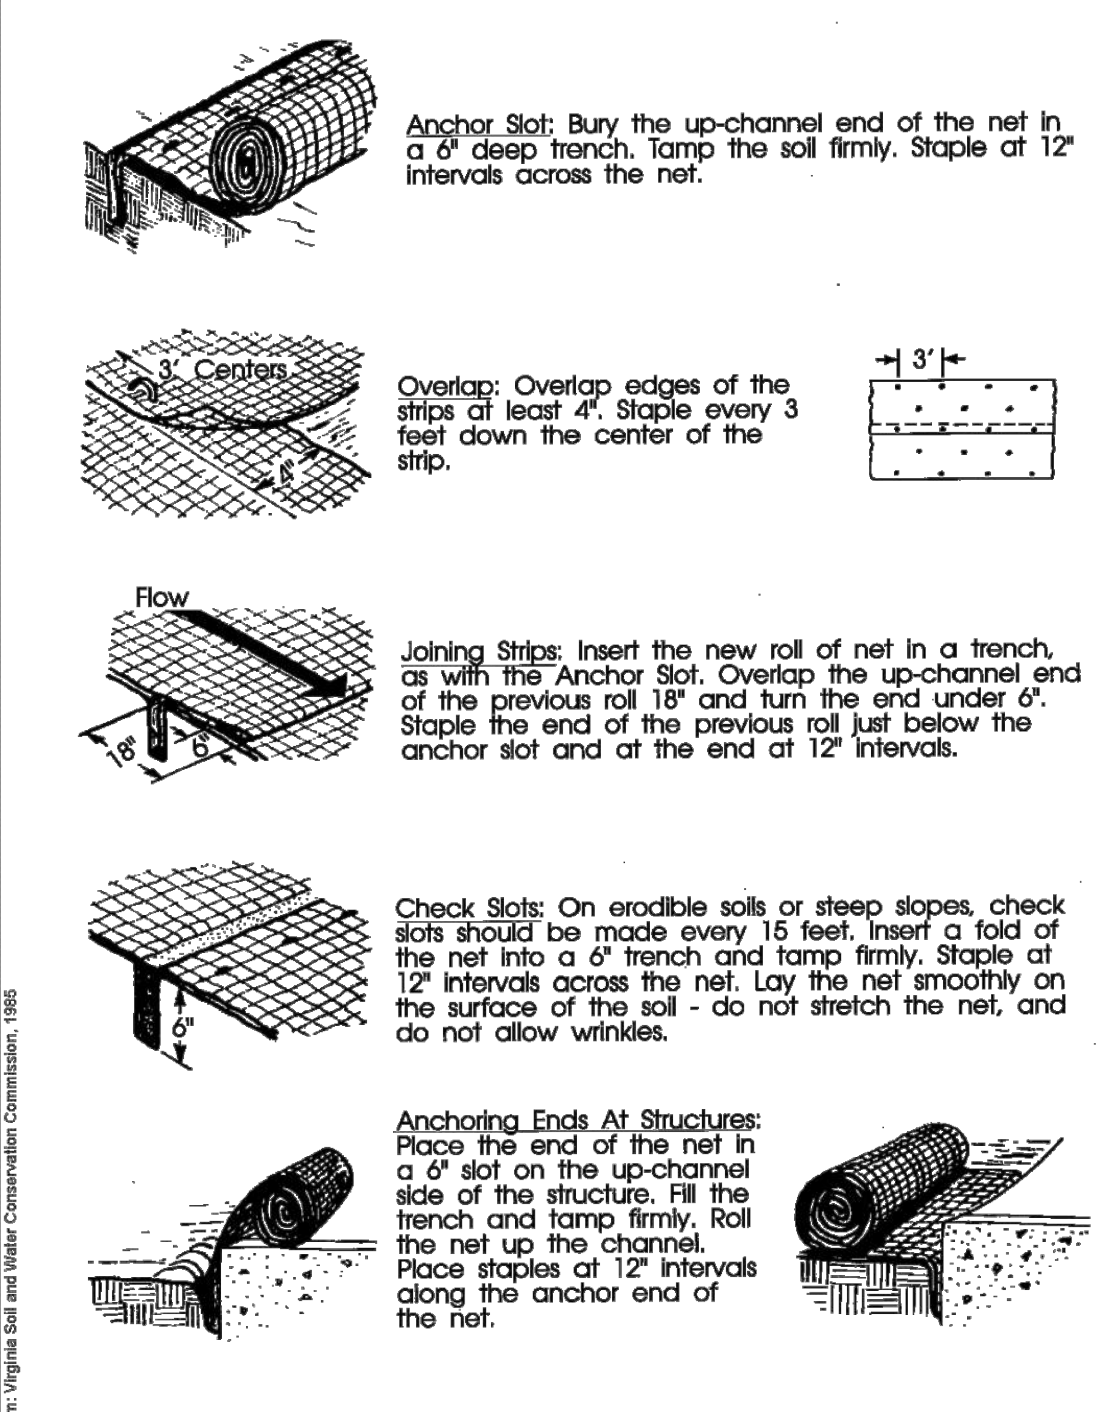 Anchor Slot: Bury the up-channel end of the net in
a 6" deep trench. Tamp the soil firmly. Staple at 12"
intervals across the net.
3' Centers
4"
Overlap: Overlap edges of the
strips at least 4". Staple every 3
feet down the center of the
strip.
3'
Flow
18"
6"
Joining Strips: Insert the new roll of net in a trench,
as with the Anchor Slot. Overlap the up-channel end
of the previous roll 18" and turn the end under 6".
Staple the end of the previous roll just below the
anchor slot and at the end at 12" intervals.
6"
Check Slots: On erodible soils or steep slopes, check
slots should be made every 15 feet. Insert a fold of
the net into a 6" trench and tamp firmly. Staple at
12" intervals across the net. Lay the net smoothly on
the surface of the soil - do not stretch the net, and
do not allow wrinkles.
Anchoring Ends At Structures:
Place the end of the net in
a 6" slot on the up-channel
side of the structure. Fill the
trench and tamp firmly. Roll
the net up the channel.
Place staples at 12" intervals
along the anchor end of
the net.
m: Virginia Soil and Water Conservation Commission, 1985